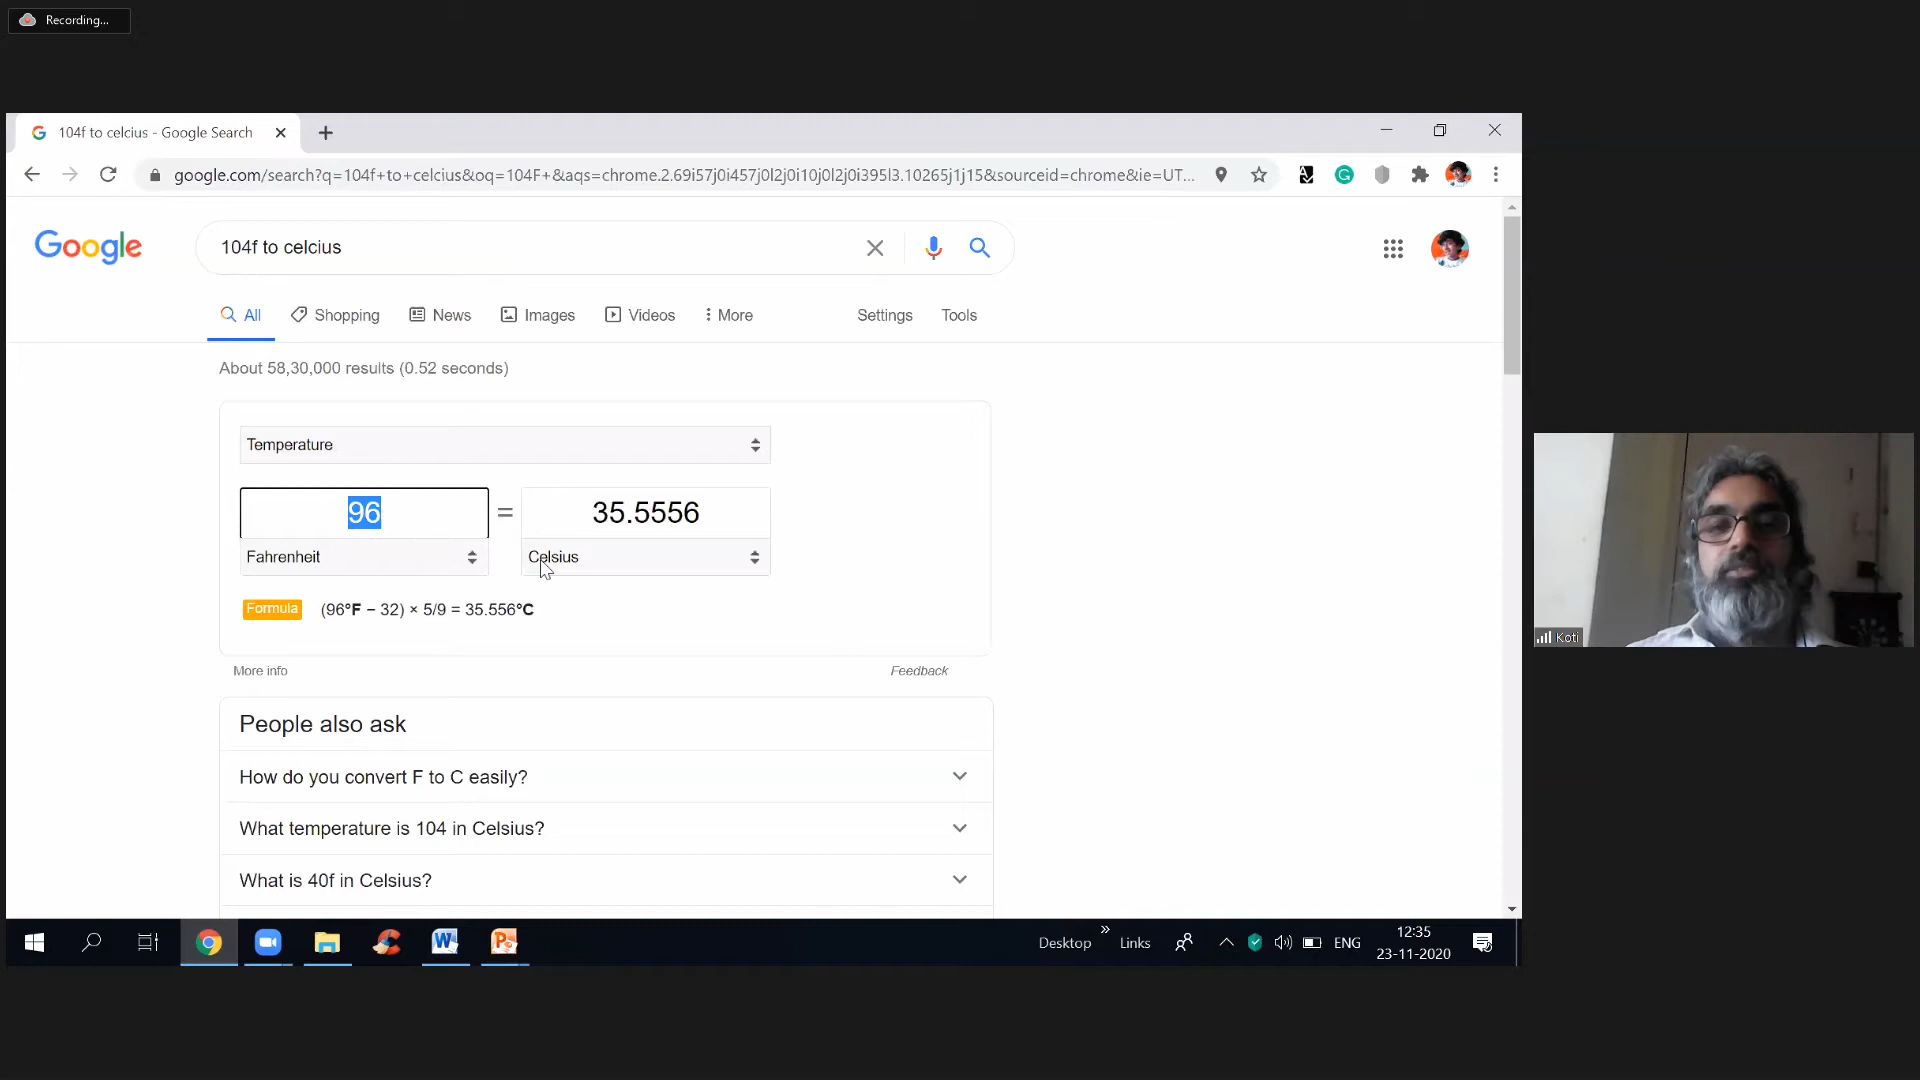 Recording...
104f to celcius - Google Search
google.com/search?q=104f+to+celcius&oq=104F+&aqs=chrome.2.69i57j0i457j0l2j0i10j0l2j0i395l3.10265j1j15&sourceid=chrome&ie=UT...
Google
104f to celcius
All Shopping News Images Videos More Settings Tools
About 58,30,000 results (0.52 seconds)
Temperature
96 = 35.5556
Fahrenheit Celsius
Formula (96°F − 32) × 5/9 = 35.556°C
More info Feedback
People also ask
How do you convert F to C easily?
What temperature is 104 in Celsius?
What is 40f in Celsius?
Koti
Desktop Links ENG
12:35
23-11-2020